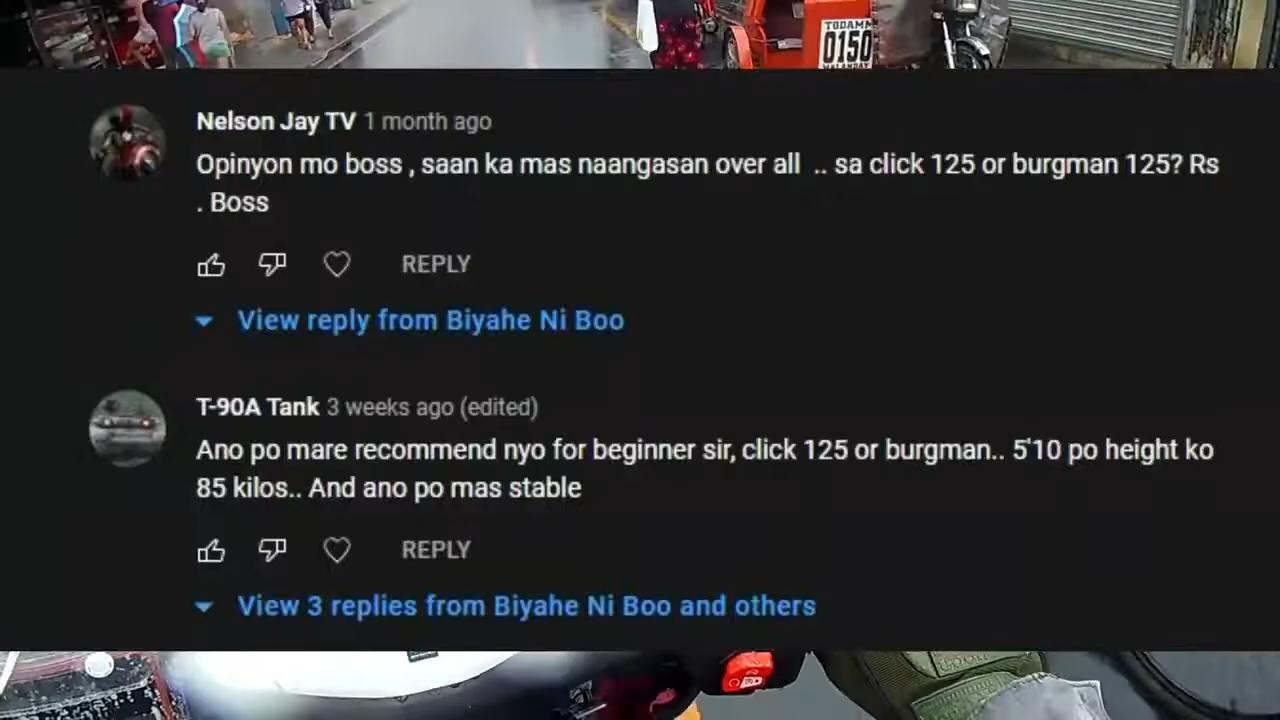 TODAMM
0150
Nelson Jay TV 1 month ago
Opinyon mo boss , saan ka mas naangasan over all .. sa click 125 or burgman 125? Rs
. Boss
REPLY
View reply from Biyahe Ni Boo
T-90A Tank 3 weeks ago (edited)
Ano po mare recommend nyo for beginner sir, click 125 or burgman.. 5'10 po height ko
85 kilos.. And ano po mas stable
REPLY
View 3 replies from Biyahe Ni Boo and others